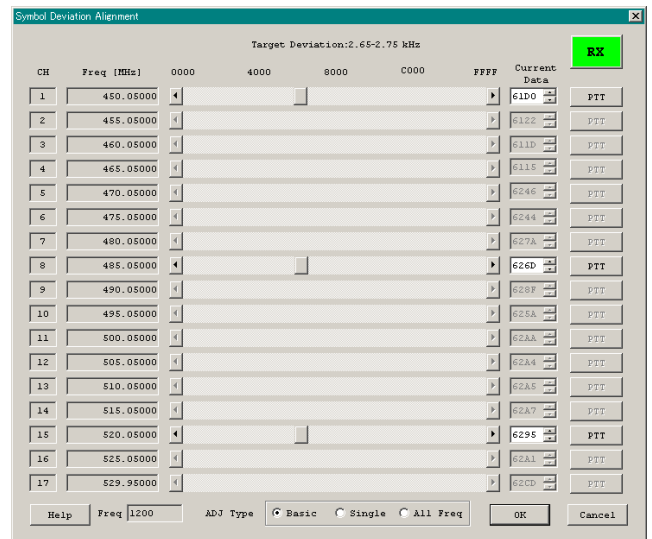 Symbol Deviation Alignment
Target Deviation:2.65-2.75 kHz
RX
CH Freq [MHz] 0000 4000 8000 C000 FFFF Current Data
1 450.05000 61D0 PTT
2 455.05000 6122 PTT
3 460.05000 611D PTT
4 465.05000 6115 PTT
5 470.05000 6246 PTT
6 475.05000 6244 PTT
7 480.05000 627A PTT
8 485.05000 626D PTT
9 490.05000 628F PTT
10 495.05000 625A PTT
11 500.05000 62AA PTT
12 505.05000 62A4 PTT
13 510.05000 62A5 PTT
14 515.05000 62A7 PTT
15 520.05000 6295 PTT
16 525.05000 62A1 PTT
17 529.95000 62CD PTT
Help Freq 1200 ADJ Type Basic Single All Freq OK Cancel